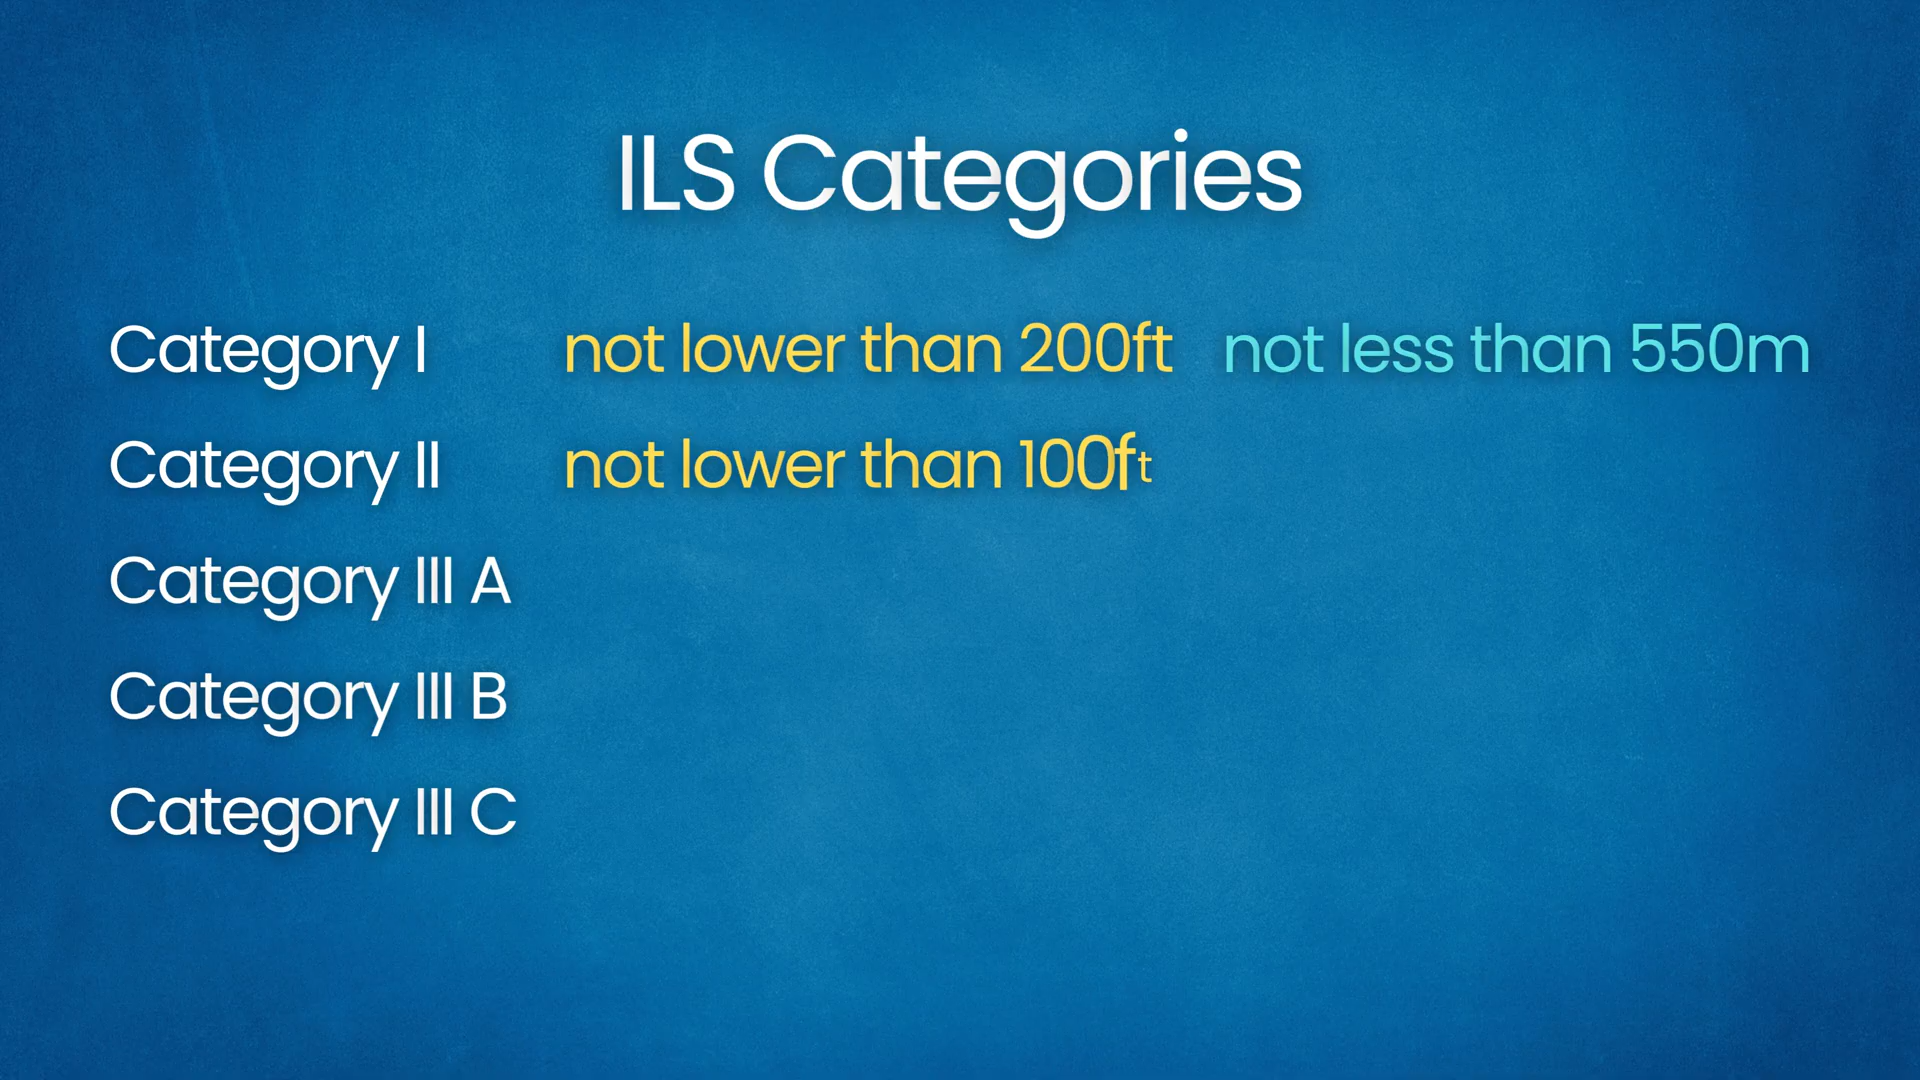 ILS Categories
Category I not lower than 200ft not less than 550m
Category II not lower than 100ft
Category III A
Category III B
Category III C